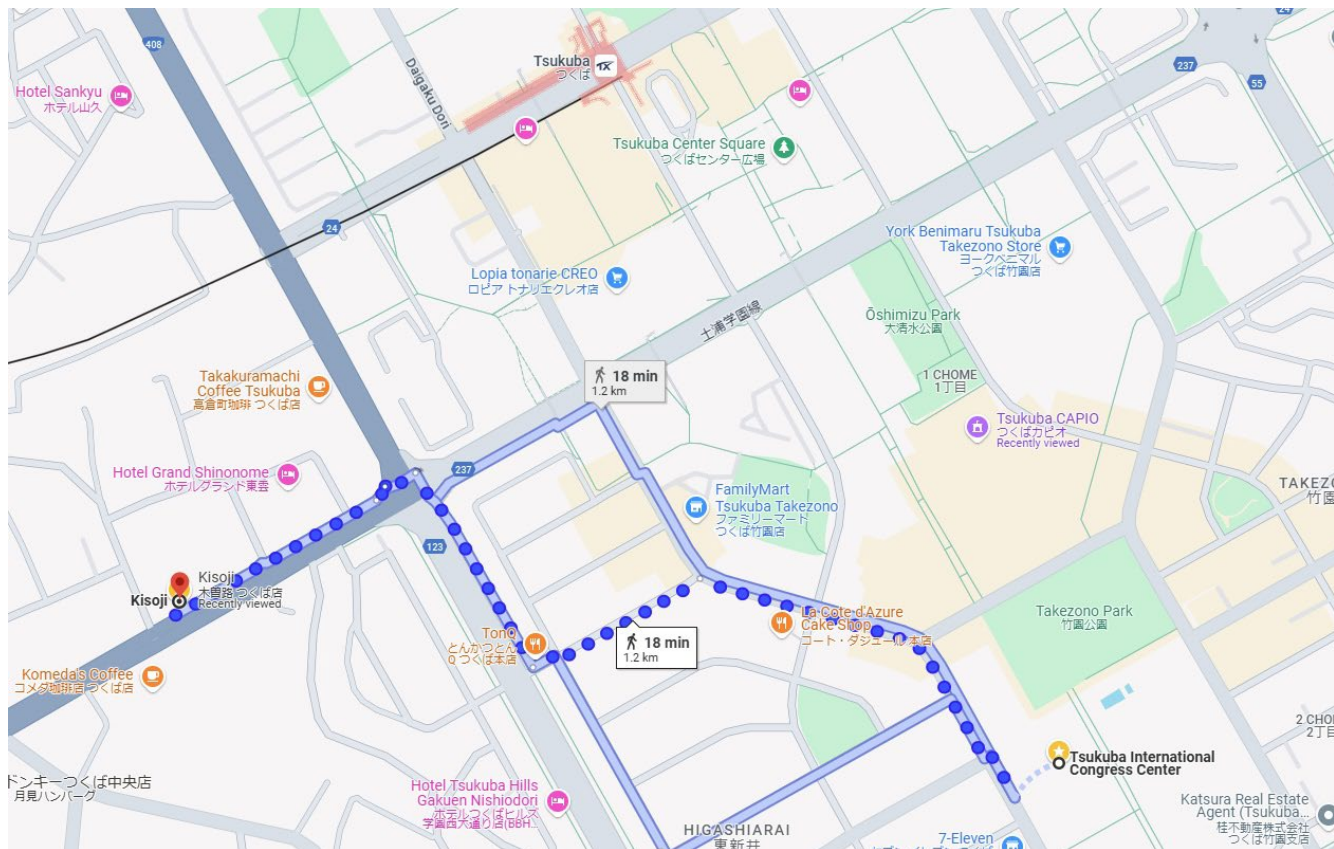 408
Hotel Sankyu
ホテル山久
Daigaku Dori
Tsukuba
つくば
TX
24
237
55
Tsukuba Center Square
つくばセンター広場
24
York Benimaru Tsukuba
Takezono Store
ヨークベニマル
つくば竹園店
Lopia tonarie CREO
ロピア トナリエクレオ店
土浦学園線
Ōshimizu Park
大清水公園
18 min
1.2 km
1 CHOME
1丁目
Takakuramachi
Coffee Tsukuba
高倉町珈琲 つくば店
Tsukuba CAPIO
つくばカピオ
Recently viewed
Hotel Grand Shinonome
ホテルグランド東雲
237
FamilyMart
Tsukuba Takezono
ファミリーマート
つくば竹園店
TAKEZO
竹園
123
Kisoji
木曽路 つくば店
Recently viewed
Kisoji
La Cote d'Azure
Cake Shop
コート・ダジュール 本店
Takezono Park
竹園公園
TonQ
とんかつとん
Q つくば本店
18 min
1.2 km
Komeda's Coffee
コメダ珈琲店 つくば店
2 CHO
2丁目
Tsukuba International
Congress Center
ドンキーつくば中央店
月見ハンバーグ
Hotel Tsukuba Hills
Gakuen Nishiodori
ホテルつくばヒルズ
学園西大通り店(BBH...
Katsura Real Estate
Agent (Tsukuba...
桂不動産株式会社
つくば竹園支店
HIGASHIARAI
東新井
7-Eleven